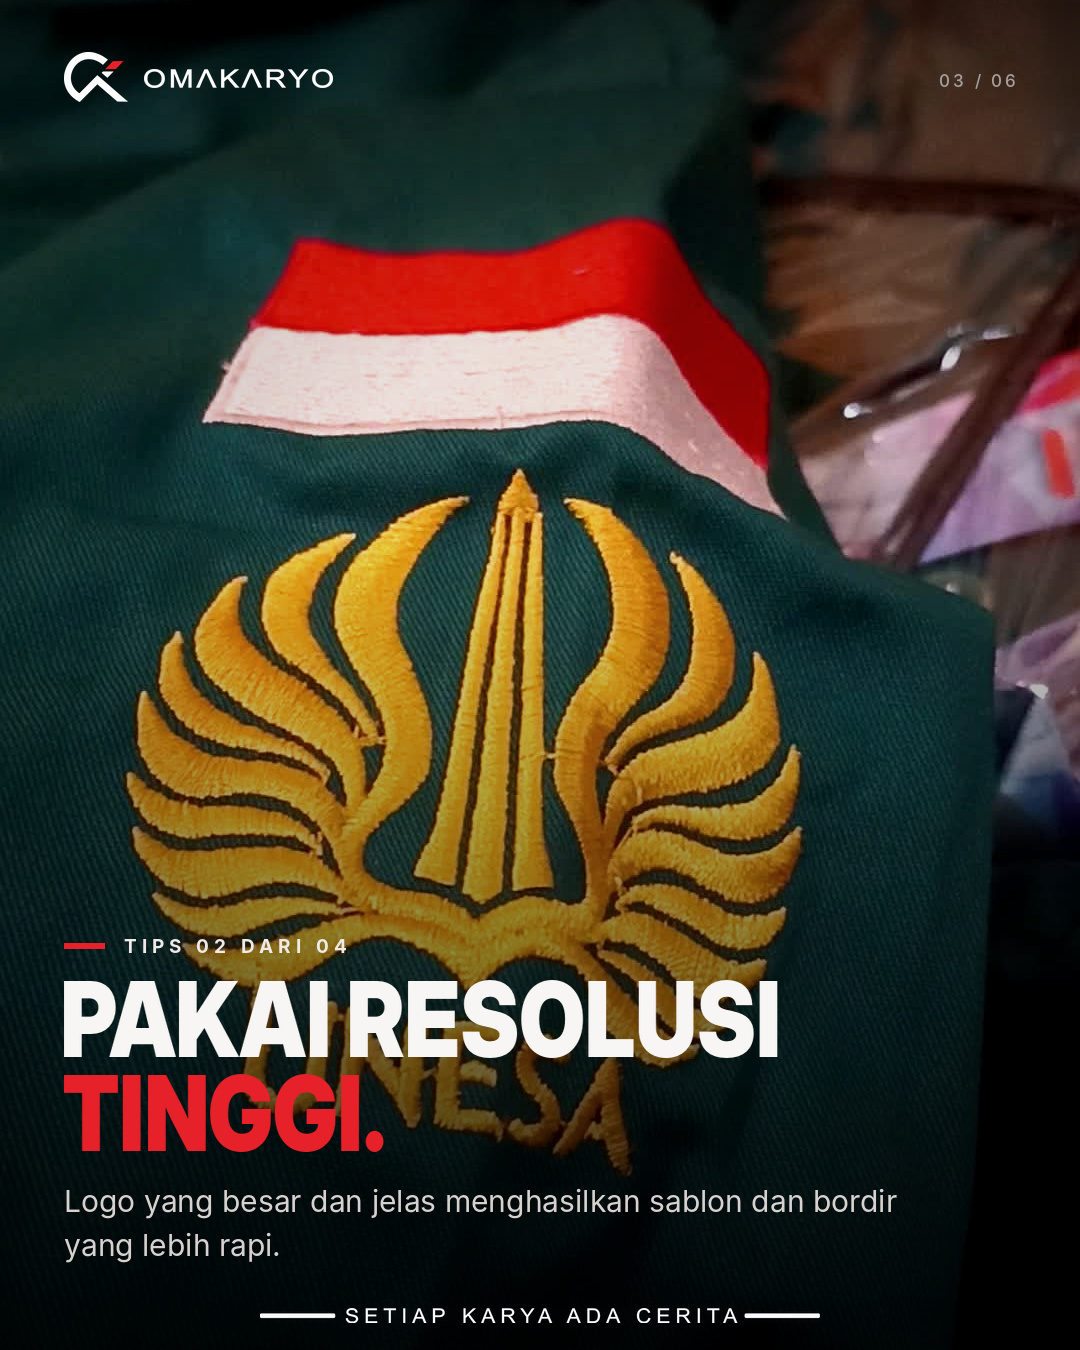 OMAKARYO
03 / 06
TIPS 02 DARI 04
PAKAI RESOLUSI
TINGGI.
UNESA
Logo yang besar dan jelas menghasilkan sablon dan bordir
yang lebih rapi.
SETIAP KARYA ADA CERITA